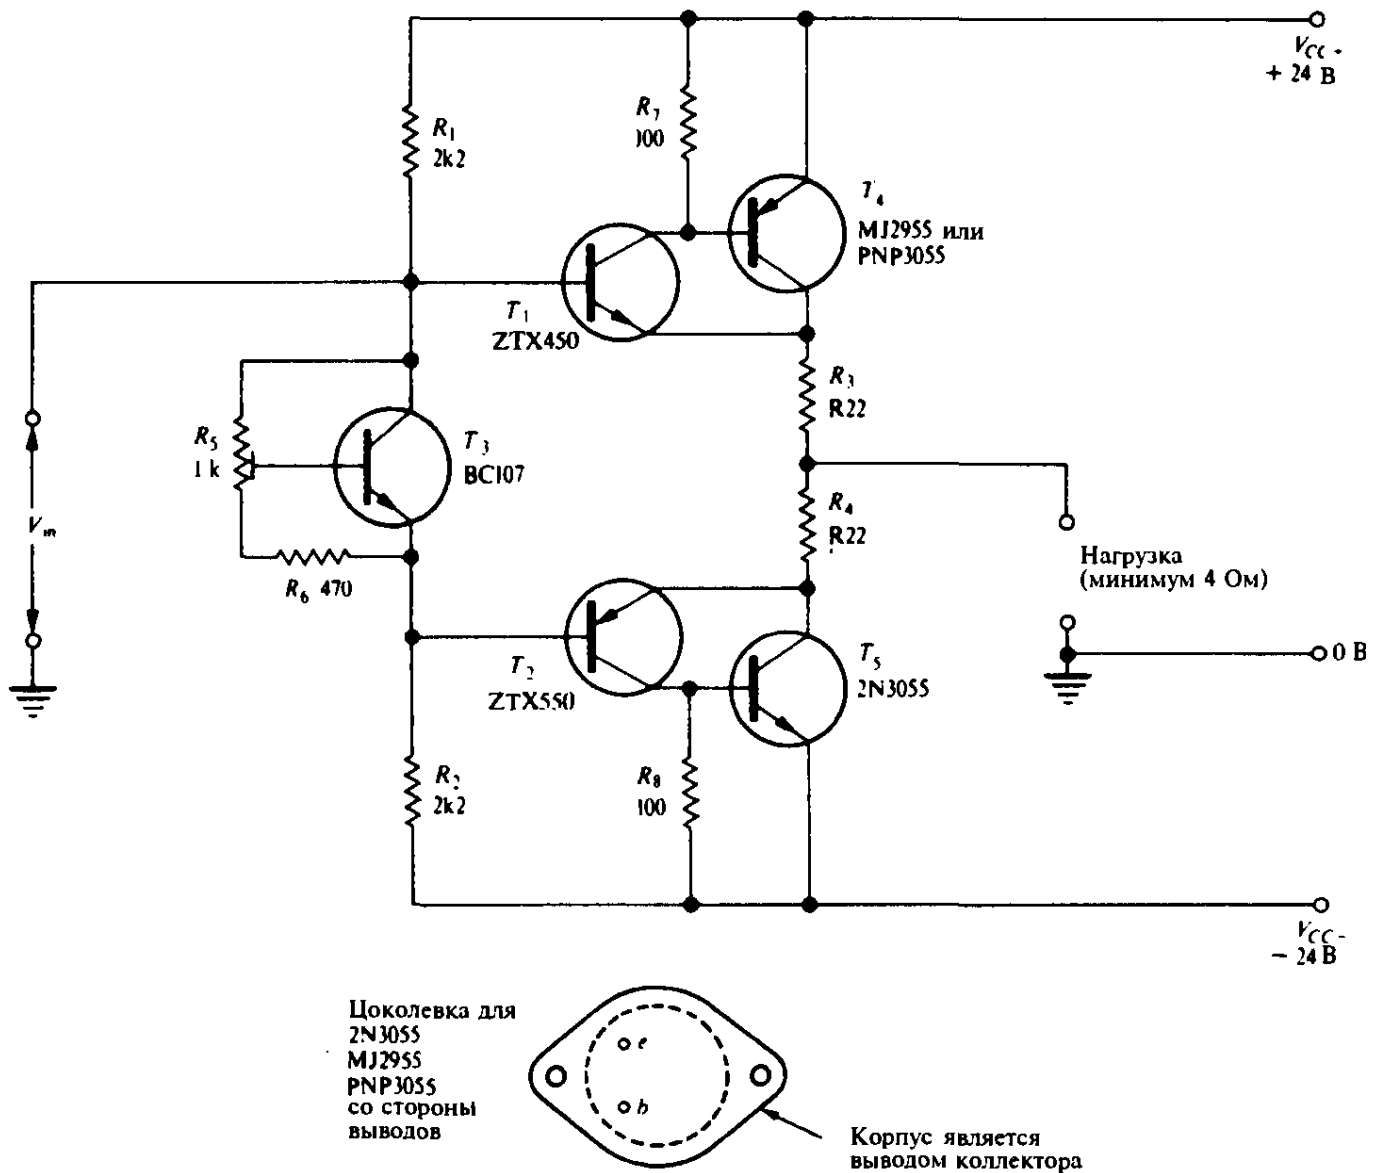 V_CC+
+ 24 В
R_1
2k2
R_7
100
T_4
MJ2955 или
PNP3055
T_1
ZTX450
R_3
R22
R_5
1 k
T_3
BC107
R_4
R22
V_in
R_6 470
Нагрузка
(минимум 4 Ом)
T_2
ZTX550
T_5
2N3055
0 В
R_2
2k2
R_8
100
V_CC-
− 24 В
Цоколевка для
2N3055
MJ2955
PNP3055
со стороны
выводов
e
b
Корпус является
выводом коллектора